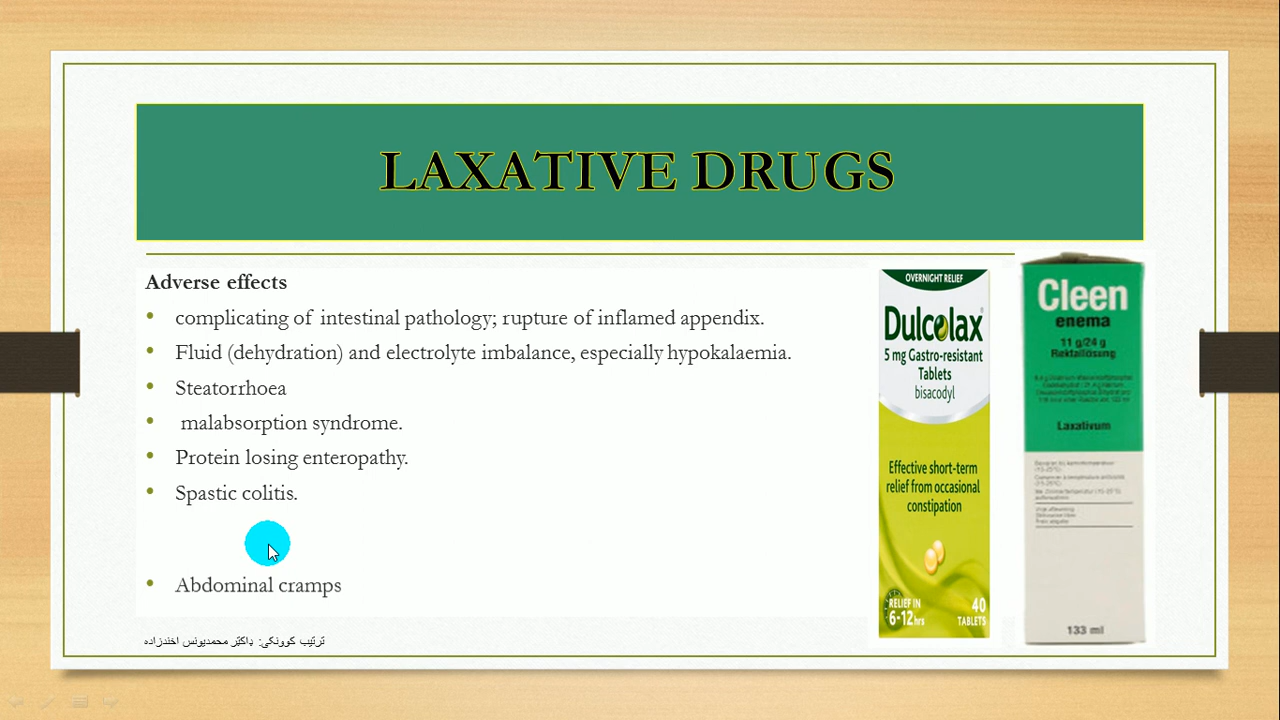 LAXATIVE DRUGS
Adverse effects
• complicating of intestinal pathology; rupture of inflamed appendix.
• Fluid (dehydration) and electrolyte imbalance, especially hypokalaemia.
• Steatorrhoea
• malabsorption syndrome.
• Protein losing enteropathy.
• Spastic colitis.
• Abdominal cramps
ترتیب کوونکی: ډاکټر محمدیونس اخندزاده
OVERNIGHT RELIEF
Dulcolax
5 mg Gastro-resistant
Tablets
bisacodyl
Effective short-term
relief from occasional
constipation
RELIEF IN
6-12hrs
40
TABLETS
Cleen
enema
11 g/24 g
Rektallösung
Laxativum
133 ml